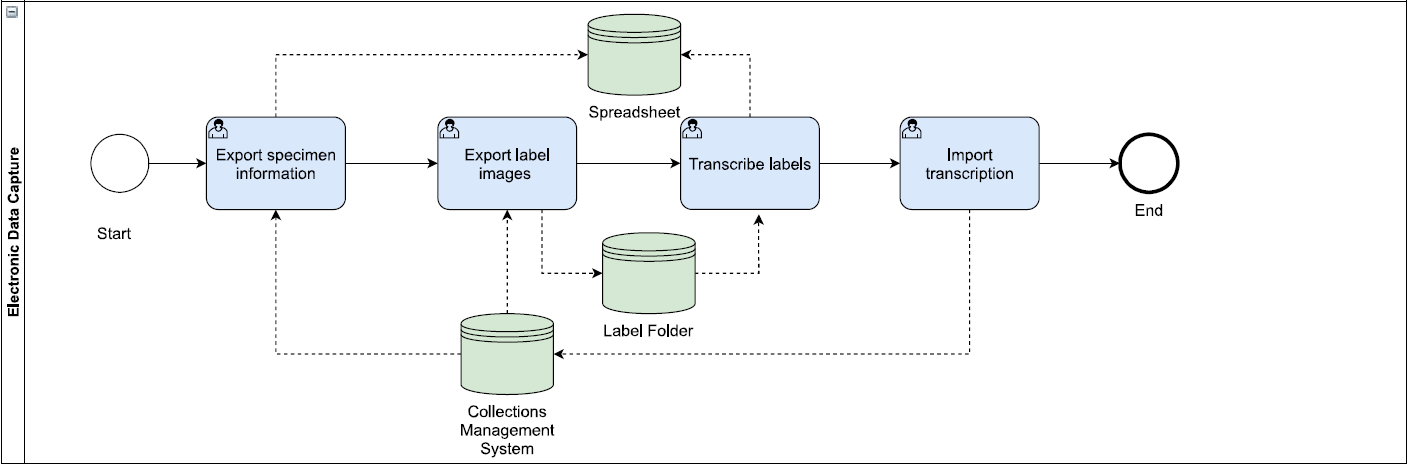 Electronic Data Capture
Spreadsheet
Start
Export specimen
information
Export label
images
Transcribe labels
Import
transcription
End
Label Folder
Collections
Management
System